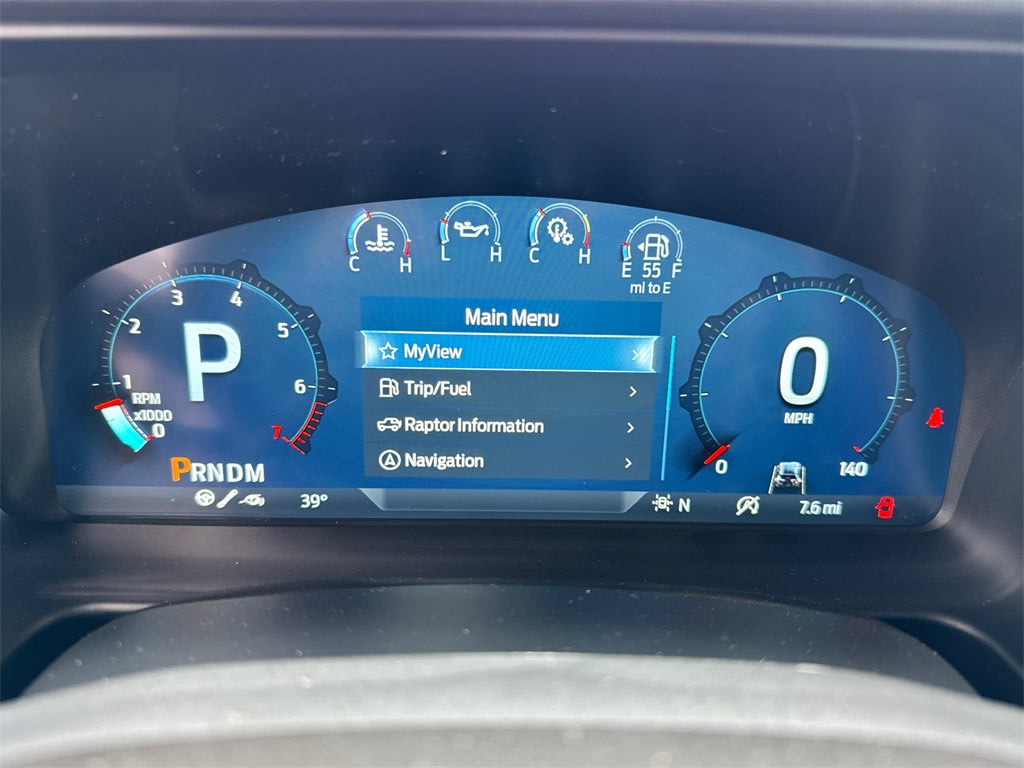 C H
L H
C H
E 55 F
mi to E
Main Menu
MyView
Trip/Fuel
Raptor Information
Navigation
0 1 2 3 4 5 6 7
P
RPM
x1000
PRNDM
39°
0
MPH
0 140
N
7.6 mi